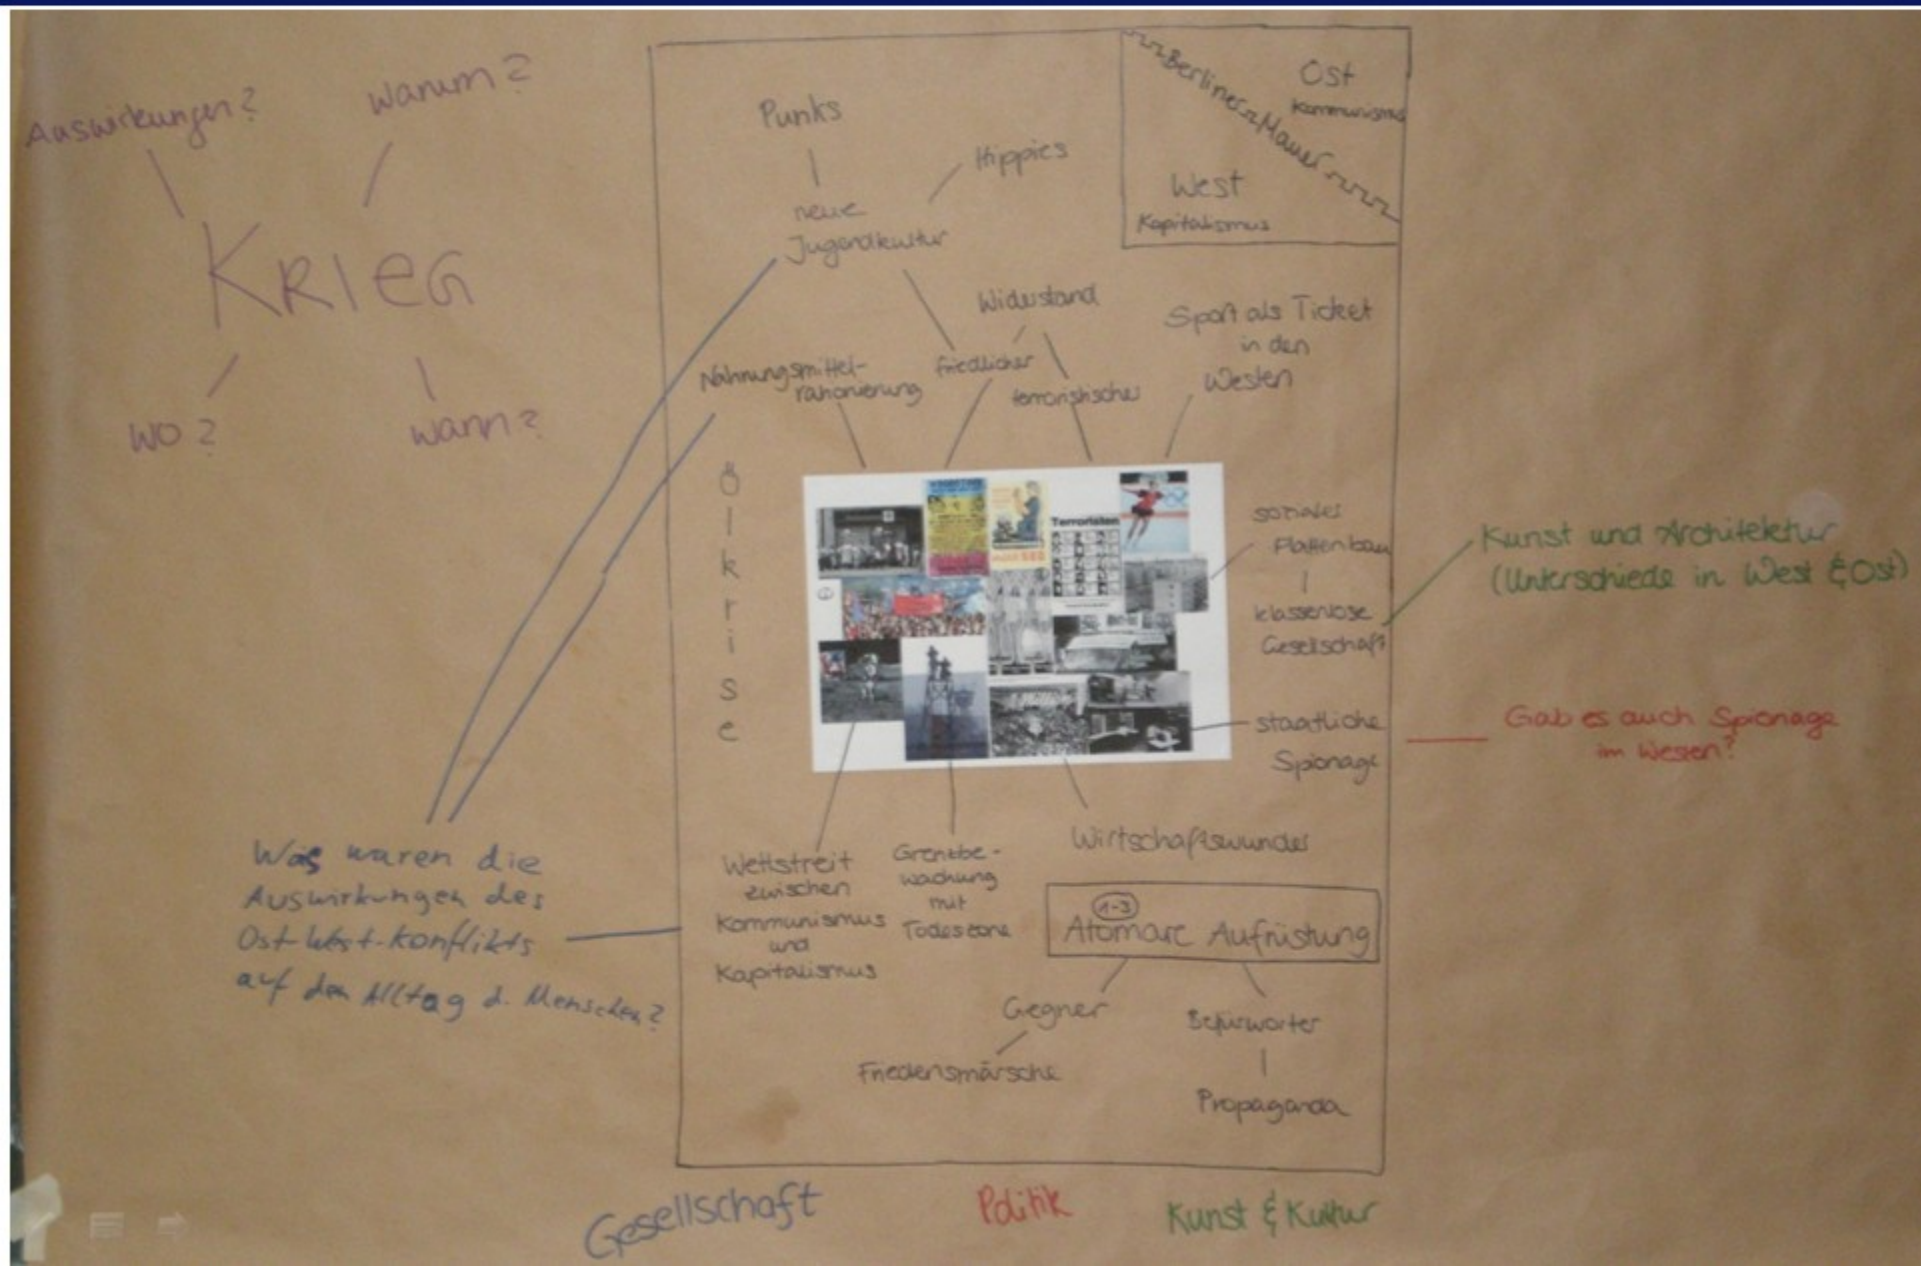 Auswirkungen?
Warum?
KRIEG
WO?
Wann?
Punks
Hippies
neue
Jugendkultur
Berliner Mauer
Ost
Kommunismus
West
Kapitalismus
Widerstand
friedlicher
terroristischer
Sport als Ticket
in den
Westen
Nahrungsmittel-
rationierung
Ölkrise
Terroristen
soziales
Plattenbau
klassenlose
Gesellschaft
Kunst und Architektur
(Unterschiede in West & Ost)
staatliche
Spionage
Gab es auch Spionage
im Westen?
Was waren die
Auswirkungen des
Ost-West-Konflikts
auf den Alltag d. Menschen?
Wettstreit
zwischen
Kommunismus
und
Kapitalismus
Grenzbe-
wachung
mit
Todeszone
Wirtschaftswunder
1-3
Atomare Aufrüstung
Gegner
Befürworter
Friedensmärsche
Propaganda
Gesellschaft
Politik
Kunst & Kultur